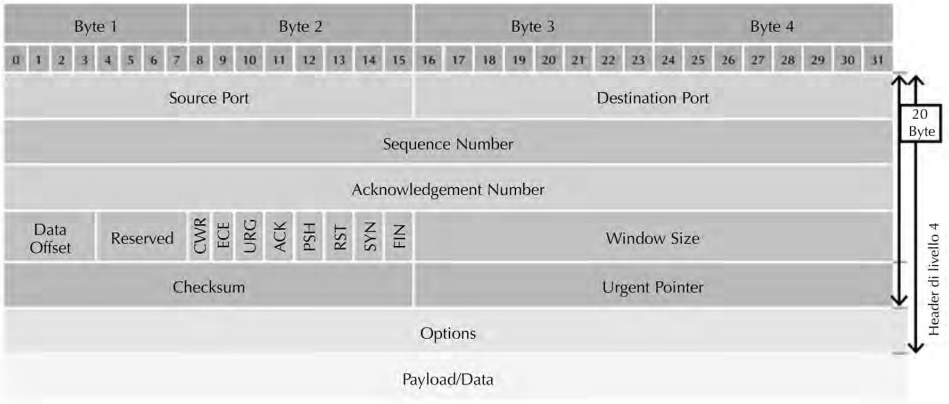 Byte 1 Byte 2 Byte 3 Byte 4
0 1 2 3 4 5 6 7 8 9 10 11 12 13 14 15 16 17 18 19 20 21 22 23 24 25 26 27 28 29 30 31
Source Port Destination Port
20
Byte
Sequence Number
Acknowledgement Number
Data
Offset
Reserved CWR ECE URG ACK PSH RST SYN FIN Window Size
Checksum Urgent Pointer
Header di livello 4
Options
Payload/Data